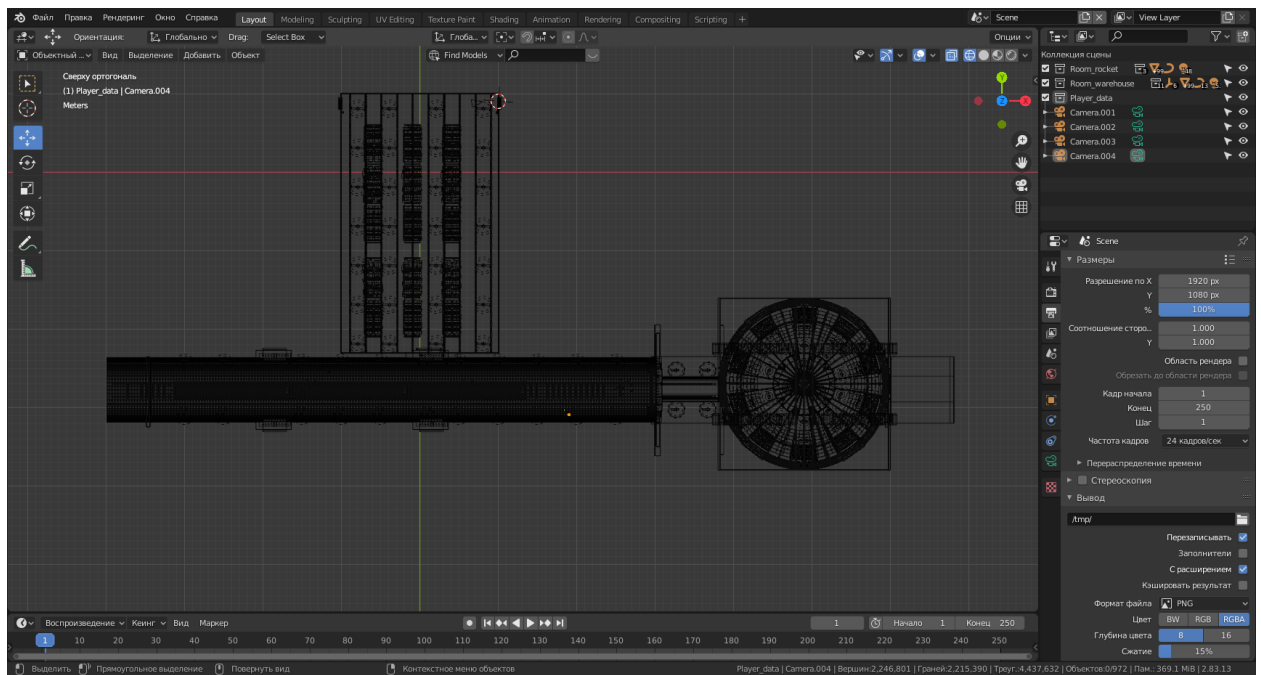 Файл Правка Рендеринг Окно Справка Layout Modeling Sculpting UV Editing Texture Paint Shading Animation Rendering Compositing Scripting + Scene View Layer
Ориентация: Глобально Drag: Select Box Глоба.. Опции
Объектный .. Вид Выделение Добавить Объект Find Models
Сверху ортогональ
(1) Player_data | Camera.004
Meters
Y
Z
X
Коллекция сцены
Room_rocket
Room_warehouse
Player_data
Camera.001
Camera.002
Camera.003
Camera.004
Scene
Размеры
Разрешение по X 1920 px
Y 1080 px
% 100%
Соотношение сторо.. 1.000
Y 1.000
Область рендера
Обрезать до области рендера
Кадр начала 1
Конец 250
Шаг 1
Частота кадров 24 кадров/сек
Перераспределение времени
Стереоскопия
Вывод
/tmp/
Перезаписывать
Заполнители
С расширением
Кэшировать результат
Формат файла PNG
Цвет BW RGB RGBA
Глубина цвета 8 16
Сжатие 15%
Воспроизведение Кеинг Вид Маркер 1 Начало 1 Конец 250
1 10 20 30 40 50 60 70 80 90 100 110 120 130 140 150 160 170 180 190 200 210 220 230 240 250
Выделить Прямоугольное выделение Повернуть вид Контекстное меню объектов Player_data | Camera.004 | Вершин:2,246,801 | Граней:2,215,390 | Треуг.:4,437,632 | Объектов:0/972 | Пам.: 369.1 MiB | 2.83.13